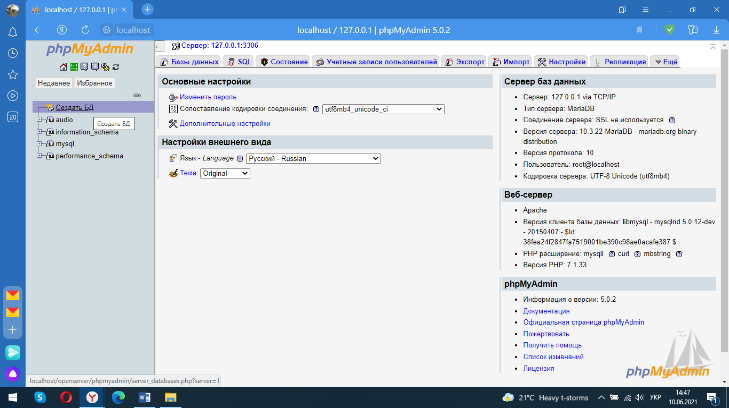 localhost / 127.0.0.1
localhost
localhost / 127.0.0.1 | phpMyAdmin 5.0.2
20
phpMyAdmin
Недавнее
Избранное
Создать БД
audio
Создать БД
information_schema
mysql
performance_schema
Сервер: 127.0.0.1:3306
Базы данных
SQL
Состояние
Учетные записи пользователей
Экспорт
Импорт
Настройки
Репликация
Ещё
Основные настройки
Изменить пароль
Сопоставление кодировки соединения:
utf8mb4_unicode_ci
Дополнительные настройки
Настройки внешнего вида
Язык - Language
Русский - Russian
Тема
Original
Сервер баз данных
Сервер: 127.0.0.1 via TCP/IP
Тип сервера: MariaDB
Соединение сервера: SSL не используется
Версия сервера: 10.3.22-MariaDB - mariadb.org binary
distribution
Версия протокола: 10
Пользователь: root@localhost
Кодировка сервера: UTF-8 Unicode (utf8mb4)
Веб-сервер
Apache
Версия клиента базы данных: libmysql - mysqlnd 5.0.12-dev
- 20150407 - $Id:
38fea24f2847fa7519001be390c98ae0acafe387 $
PHP расширение: mysqli curl mbstring
Версия PHP: 7.1.33
phpMyAdmin
Информация о версии: 5.0.2
Документация
Официальная страница phpMyAdmin
Пожертвовать
Получить помощь
Список изменений
Лицензия
phpMyAdmin
localhost/openserver/phpmyadmin/server_databases.php?server=1
21°C Heavy t-storms
УКР
14:47
10.06.2021